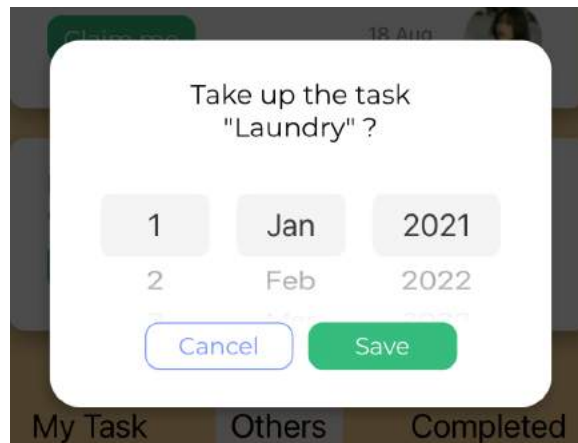 Claim me
18 Aug
Take up the task
"Laundry" ?
1 Jan 2021
2 Feb 2022
Cancel Save
My Task Others Completed